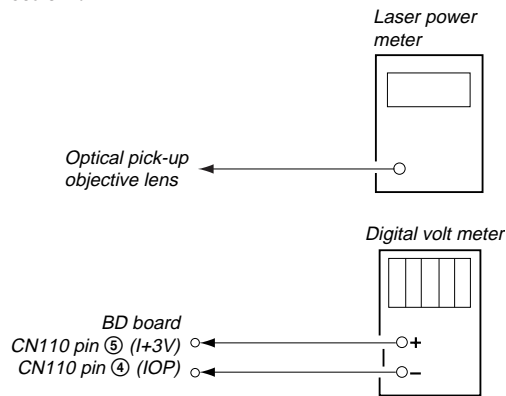 Laser power
meter
Optical pick-up
objective lens
Digital volt meter
BD board
CN110 pin ⑤ (I+3V)
CN110 pin ④ (IOP)
+
–